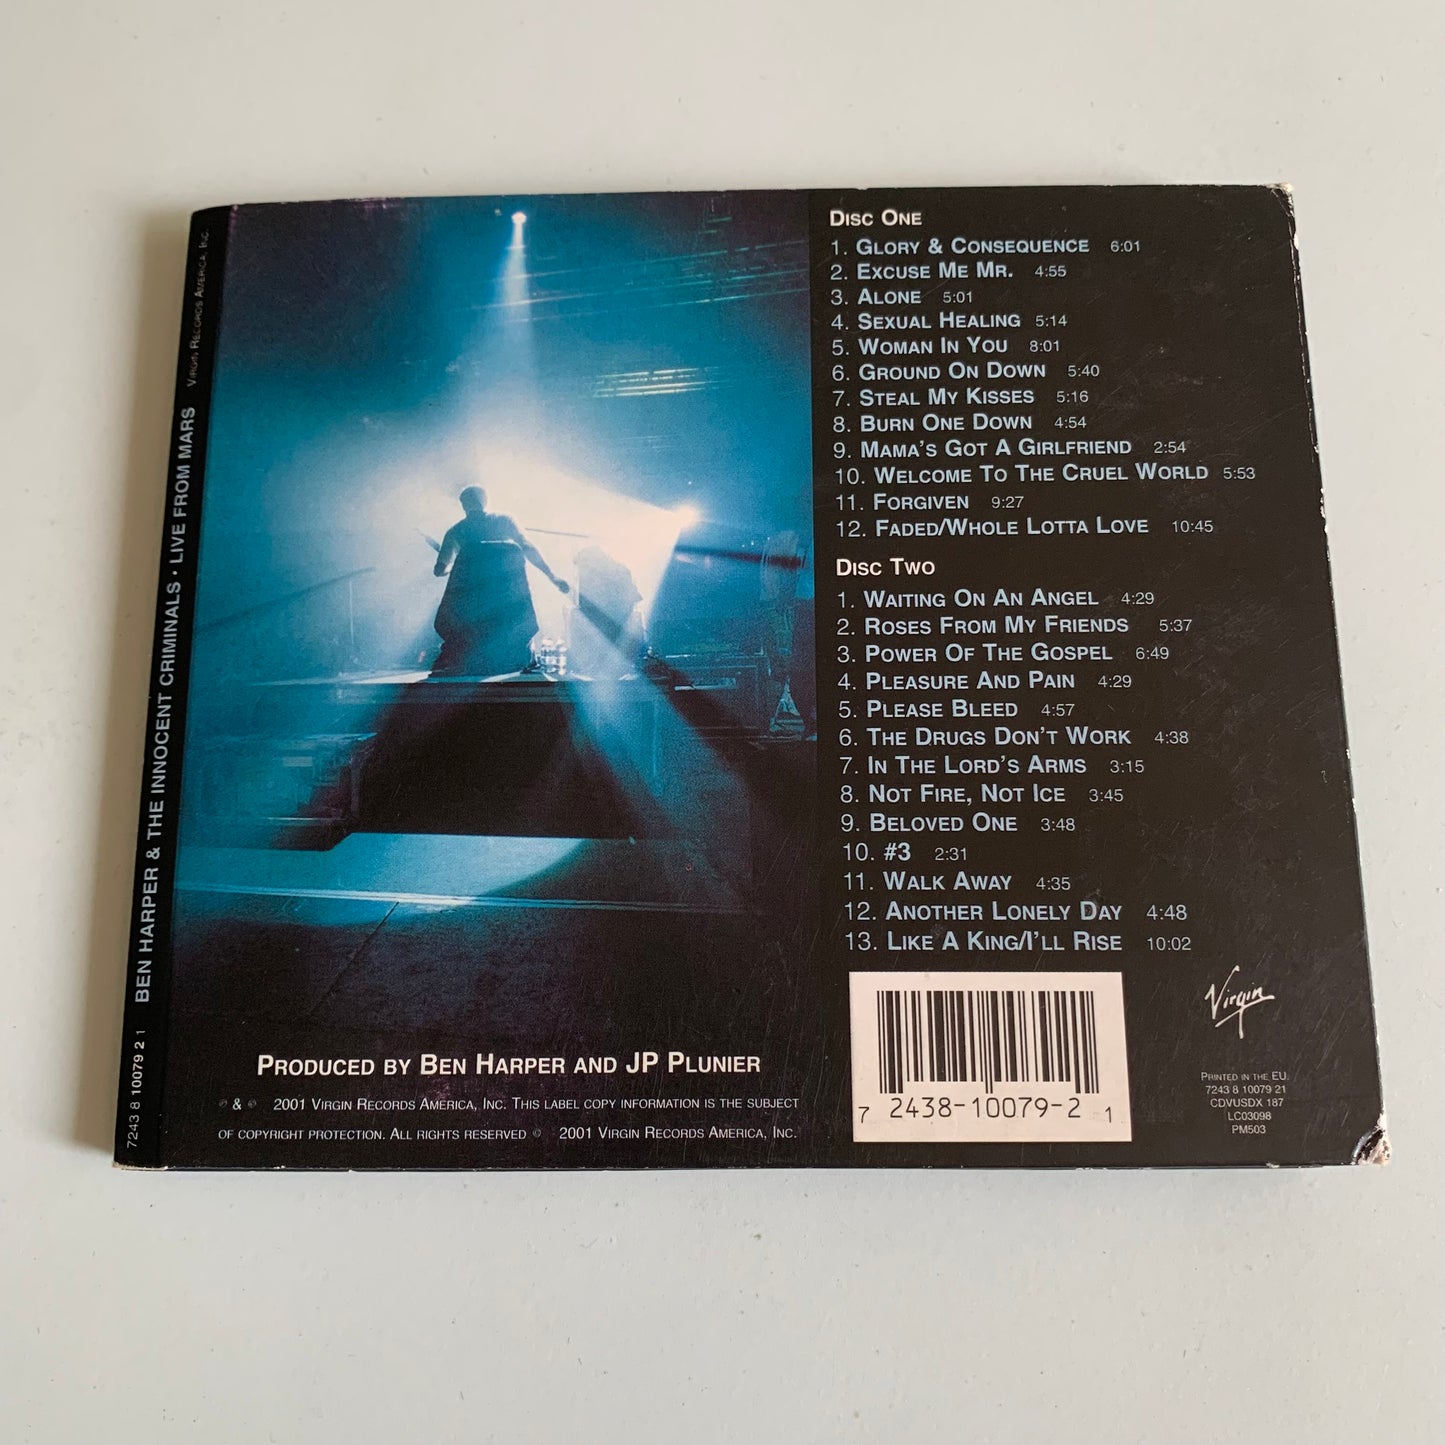 VIRGIN RECORDS AMERICA, INC.
BEN HARPER & THE INNOCENT CRIMINALS · LIVE FROM MARS
7243 8 10079 2 1
DISC ONE
1. GLORY & CONSEQUENCE 6:01
2. EXCUSE ME MR. 4:55
3. ALONE 5:01
4. SEXUAL HEALING 5:14
5. WOMAN IN YOU 8:01
6. GROUND ON DOWN 5:40
7. STEAL MY KISSES 5:16
8. BURN ONE DOWN 4:54
9. MAMA'S GOT A GIRLFRIEND 2:54
10. WELCOME TO THE CRUEL WORLD 5:53
11. FORGIVEN 9:27
12. FADED/WHOLE LOTTA LOVE 10:45
DISC TWO
1. WAITING ON AN ANGEL 4:29
2. ROSES FROM MY FRIENDS 5:37
3. POWER OF THE GOSPEL 6:49
4. PLEASURE AND PAIN 4:29
5. PLEASE BLEED 4:57
6. THE DRUGS DON'T WORK 4:38
7. IN THE LORD'S ARMS 3:15
8. NOT FIRE, NOT ICE 3:45
9. BELOVED ONE 3:48
10. #3 2:31
11. WALK AWAY 4:35
12. ANOTHER LONELY DAY 4:48
13. LIKE A KING/I'LL RISE 10:02
PRODUCED BY BEN HARPER AND JP PLUNIER
℗ & © 2001 VIRGIN RECORDS AMERICA, INC. THIS LABEL COPY INFORMATION IS THE SUBJECT
OF COPYRIGHT PROTECTION. ALL RIGHTS RESERVED © 2001 VIRGIN RECORDS AMERICA, INC.
7 2438-10079-2 1
Virgin
PRINTED IN THE EU.
7243 8 10079 21
CDVUSDX 187
LC03098
PM503